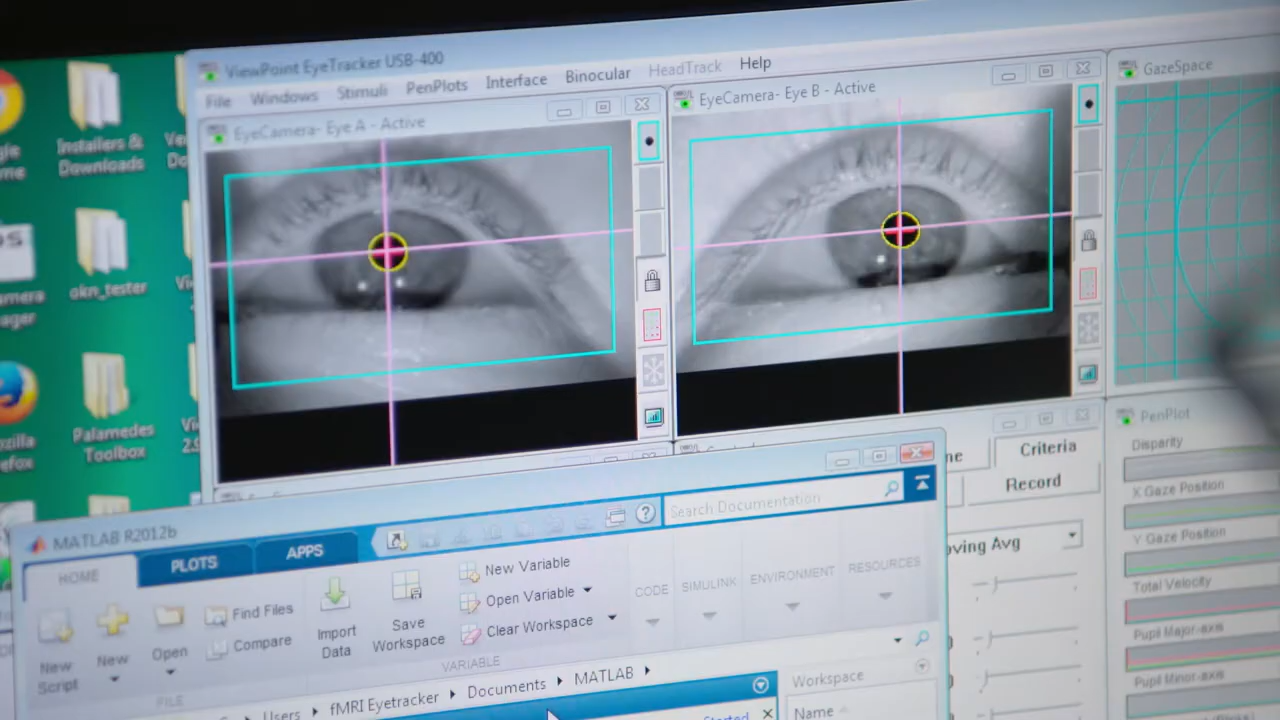 ViewPoint EyeTracker USB-400
File Windows Stimuli PenPlots Interface Binocular HeadTrack Help
EyeCamera- Eye A - Active
EyeCamera- Eye B - Active
GazeSpace
Installers &
Downloads
okn_tester
Palamedes
Toolbox
PenPlot
Disparity
X Gaze Position
Y Gaze Position
Total Velocity
Pupil Major-axis
Pupil Minor-axis
Criteria
Record
MATLAB R2012b
HOME PLOTS APPS
Search Documentation
New
Script
New
Open
Find Files
Compare
Import
Data
Save
Workspace
New Variable
Open Variable
Clear Workspace
FILE
VARIABLE
CODE
SIMULINK
ENVIRONMENT
RESOURCES
Users fMRI Eyetracker Documents MATLAB
Workspace
Name
Started